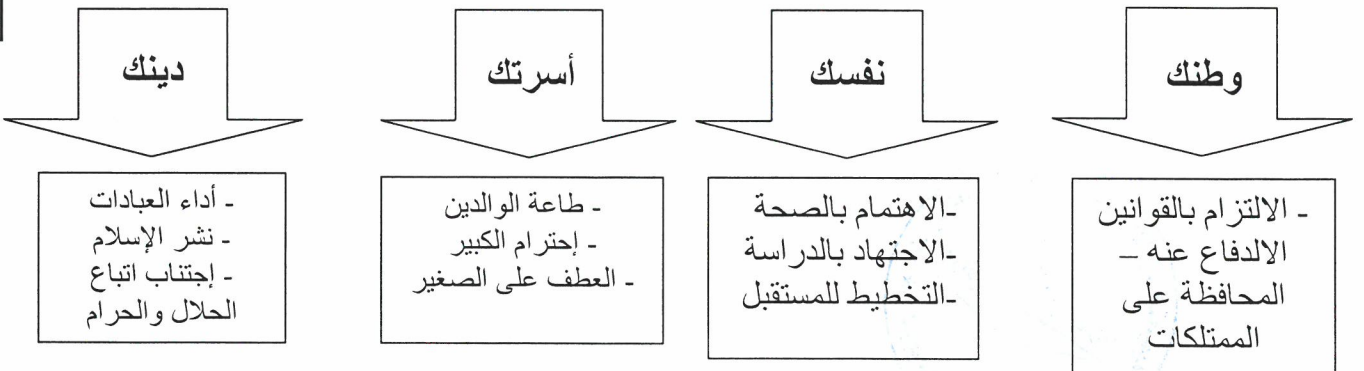 وطنك
- الالتزام بالقوانين
الالدفاع عنه –
المحافظة على
الممتلكات
نفسك
-الاهتمام بالصحة
-الاجتهاد بالدراسة
-التخطيط للمستقبل
أسرتك
- طاعة الوالدين
- إحترام الكبير
- العطف على الصغير
دينك
- أداء العبادات
- نشر الإسلام
- إجتناب اتباع
الحلال والحرام